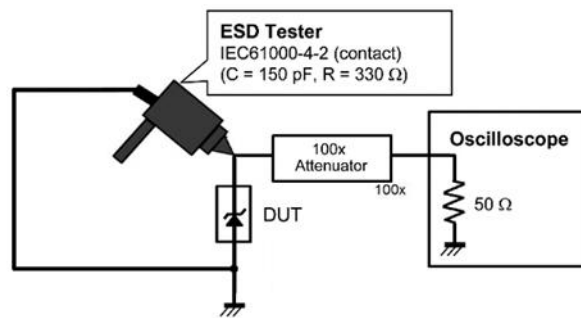 ESD Tester
IEC61000-4-2 (contact)
(C = 150 pF, R = 330 Ω)
100x
Attenuator
100x
Oscilloscope
50 Ω
DUT